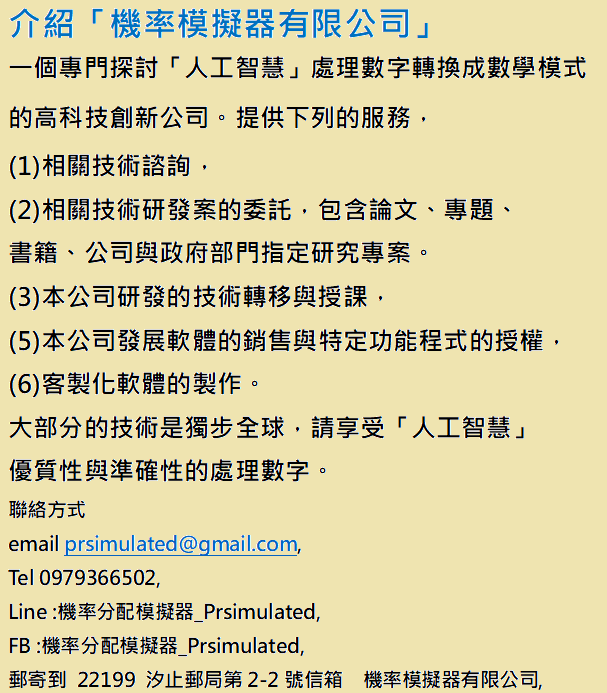 介紹「機率模擬器有限公司」
一個專門探討「人工智慧」處理數字轉換成數學模式
的高科技創新公司。提供下列的服務，
(1)相關技術諮詢，
(2)相關技術研發案的委託，包含論文、專題、
書籍、公司與政府部門指定研究專案。
(3)本公司研發的技術轉移與授課，
(5)本公司發展軟體的銷售與特定功能程式的授權，
(6)客製化軟體的製作。
大部分的技術是獨步全球，請享受「人工智慧」
優質性與準確性的處理數字。
聯絡方式
email prsimulated@gmail.com,
Tel 0979366502,
Line :機率分配模擬器_Prsimulated,
FB :機率分配模擬器_Prsimulated,
郵寄到 22199 汐止郵局第 2-2 號信箱 機率模擬器有限公司,